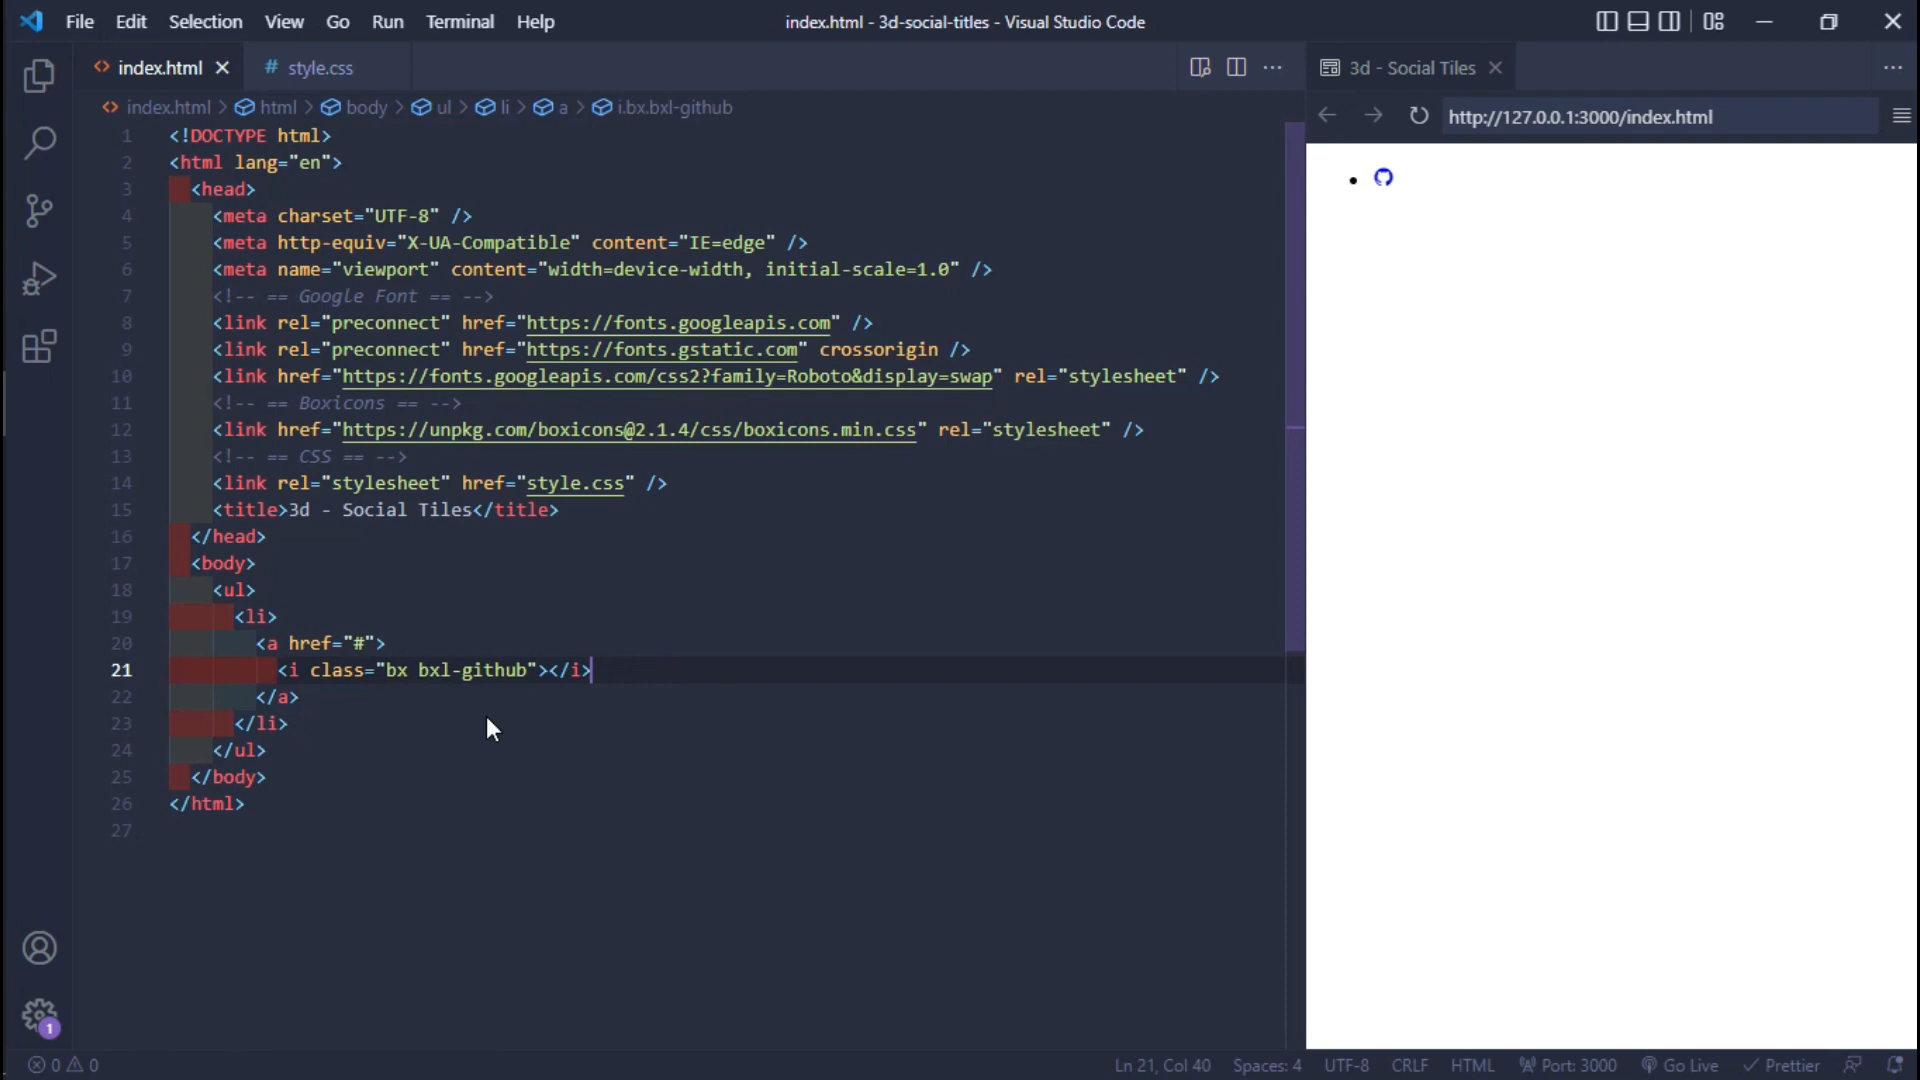 File Edit Selection View Go Run Terminal Help
index.html - 3d-social-titles - Visual Studio Code
index.html
# style.css
3d - Social Tiles
index.html > html > body > ul > li > a > i.bx.bxl-github
http://127.0.0.1:3000/index.html
1 <!DOCTYPE html>
2 <html lang="en">
3 <head>
4 <meta charset="UTF-8" />
5 <meta http-equiv="X-UA-Compatible" content="IE=edge" />
6 <meta name="viewport" content="width=device-width, initial-scale=1.0" />
7 <!-- == Google Font == -->
8 <link rel="preconnect" href="https://fonts.googleapis.com" />
9 <link rel="preconnect" href="https://fonts.gstatic.com" crossorigin />
10 <link href="https://fonts.googleapis.com/css2?family=Roboto&display=swap" rel="stylesheet" />
11 <!-- == Boxicons == -->
12 <link href="https://unpkg.com/boxicons@2.1.4/css/boxicons.min.css" rel="stylesheet" />
13 <!-- == CSS == -->
14 <link rel="stylesheet" href="style.css" />
15 <title>3d - Social Tiles</title>
16 </head>
17 <body>
18 <ul>
19 <li>
20 <a href="#">
21 <i class="bx bxl-github"></i>
22 </a>
23 </li>
24 </ul>
25 </body>
26 </html>
27
1
0 0
Ln 21, Col 40 Spaces: 4 UTF-8 CRLF HTML Port: 3000 Go Live Prettier